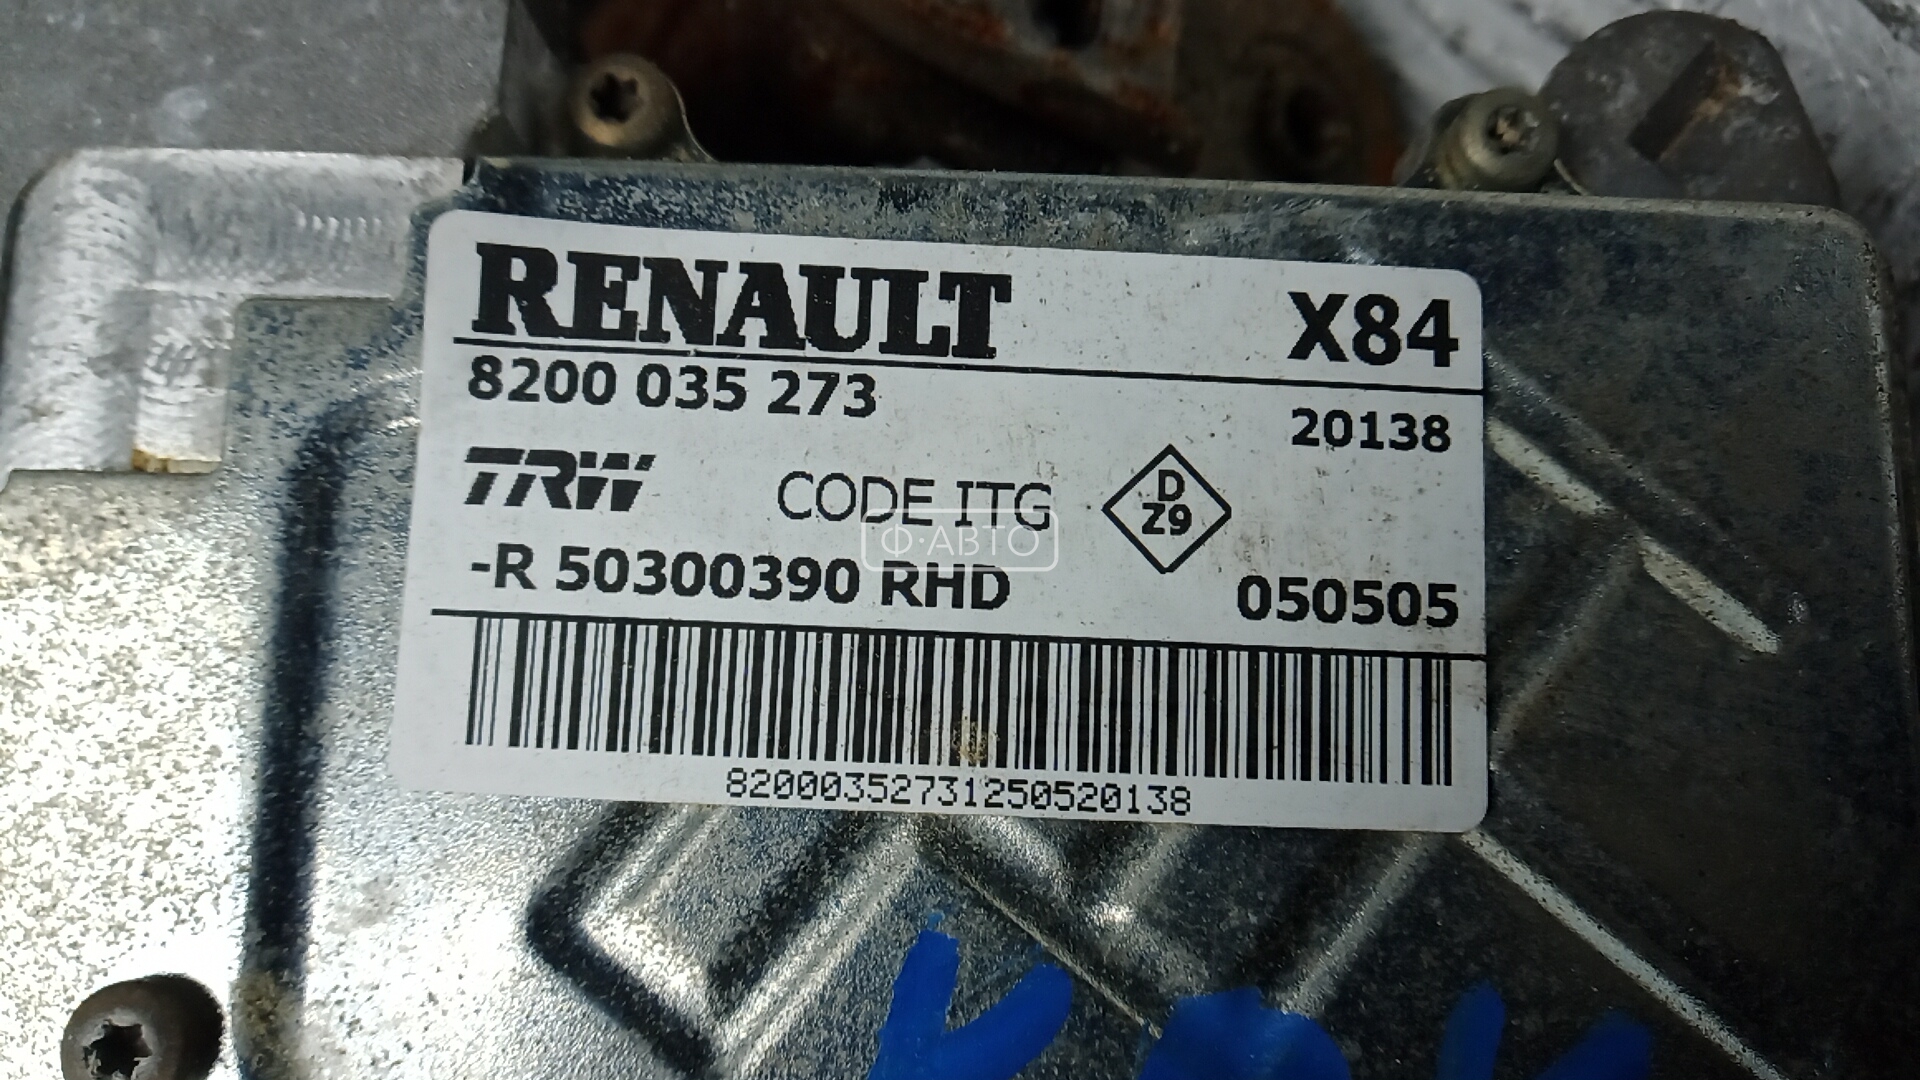 RENAULT X84
8200 035 273 20138
TRW CODE ITG D Z9
Ф·АВТО
-R 50300390 RHD 050505
82000352731250520138